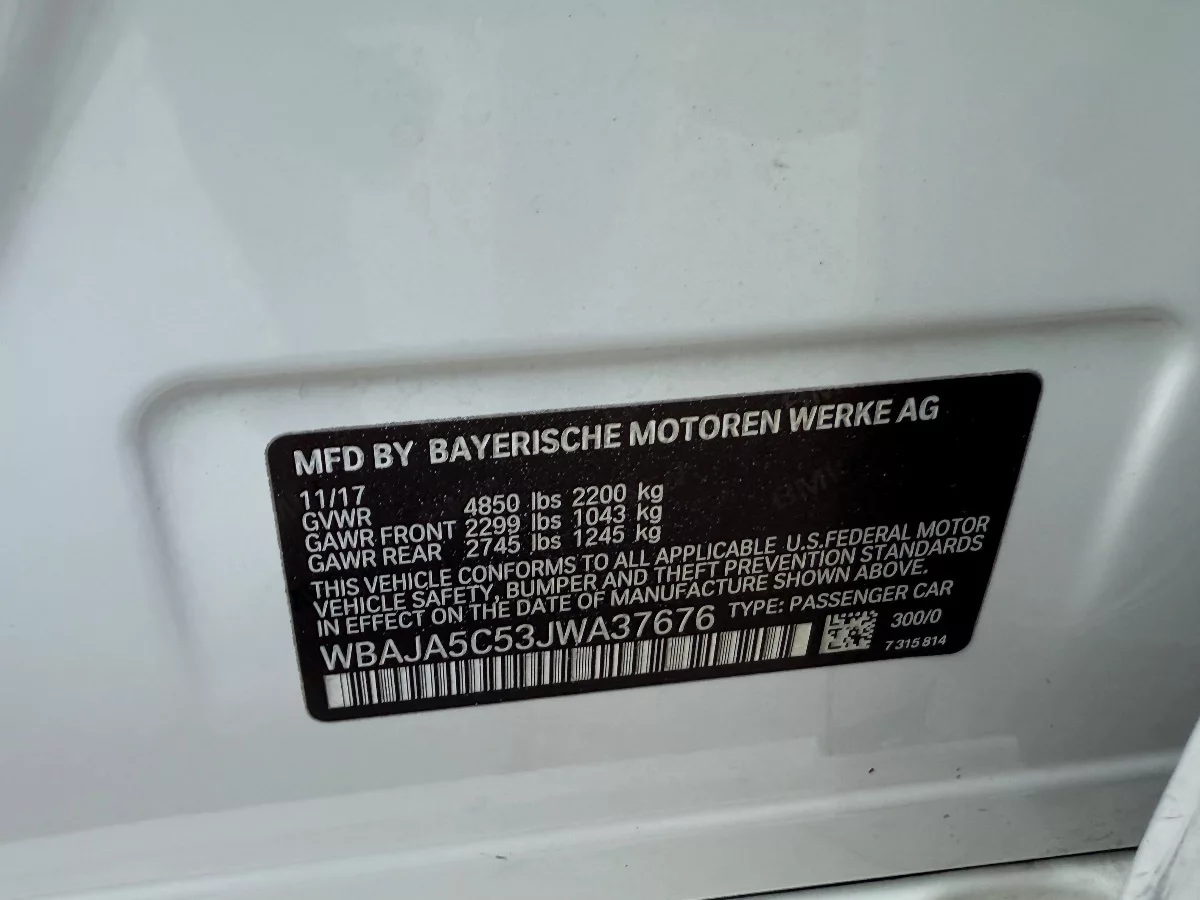 MFD BY BAYERISCHE MOTOREN WERKE AG
11/17
GVWR 4850 lbs 2200 kg
GAWR FRONT 2299 lbs 1043 kg
GAWR REAR 2745 lbs 1245 kg
THIS VEHICLE CONFORMS TO ALL APPLICABLE U.S.FEDERAL MOTOR
VEHICLE SAFETY, BUMPER AND THEFT PREVENTION STANDARDS
IN EFFECT ON THE DATE OF MANUFACTURE SHOWN ABOVE.
WBAJA5C53JWA37676 TYPE: PASSENGER CAR
300/0
7 315 814